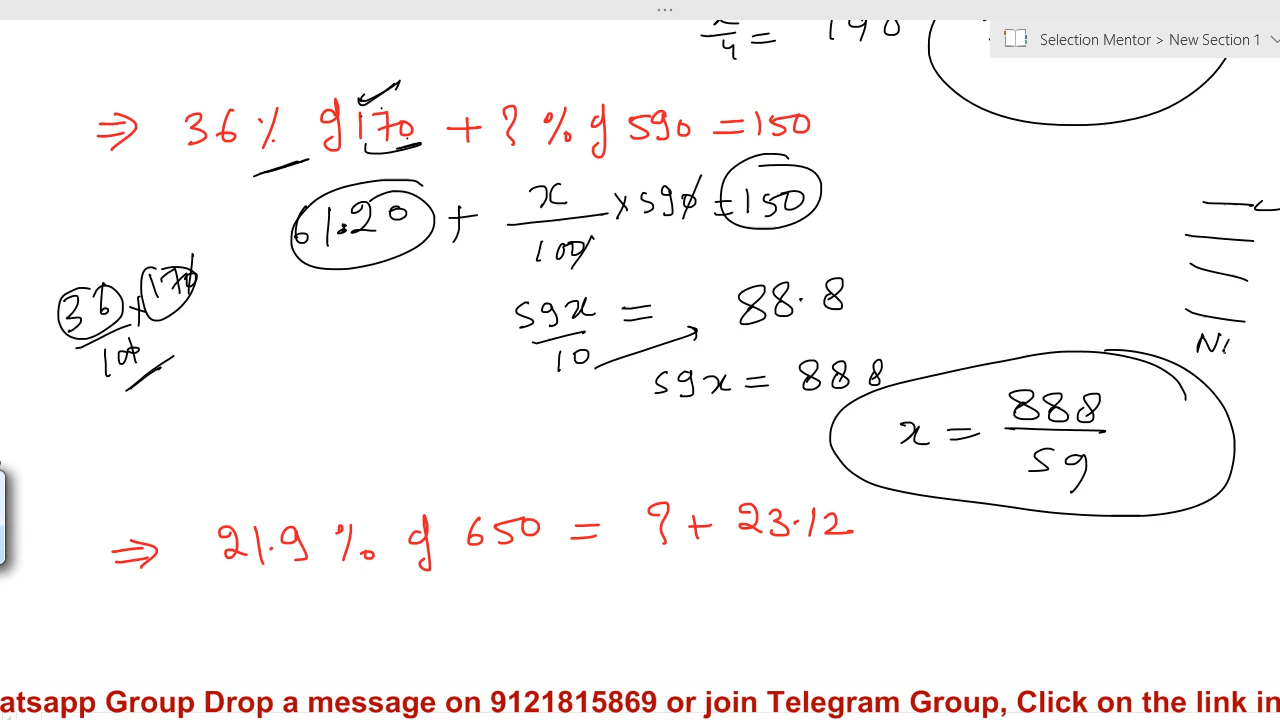 x/4 = 140
Selection Mentor > New Section 1
⇒ 36 % of 170 + ? % of 590 = 150
61.20 + x/100 × 590 = 150
36 × 170/100
59x/10 = 88.8
59x = 888
x = 888/59
⇒ 21.9 % of 650 = ? + 23.12
atsapp Group Drop a message on 9121815869 or join Telegram Group, Click on the link in